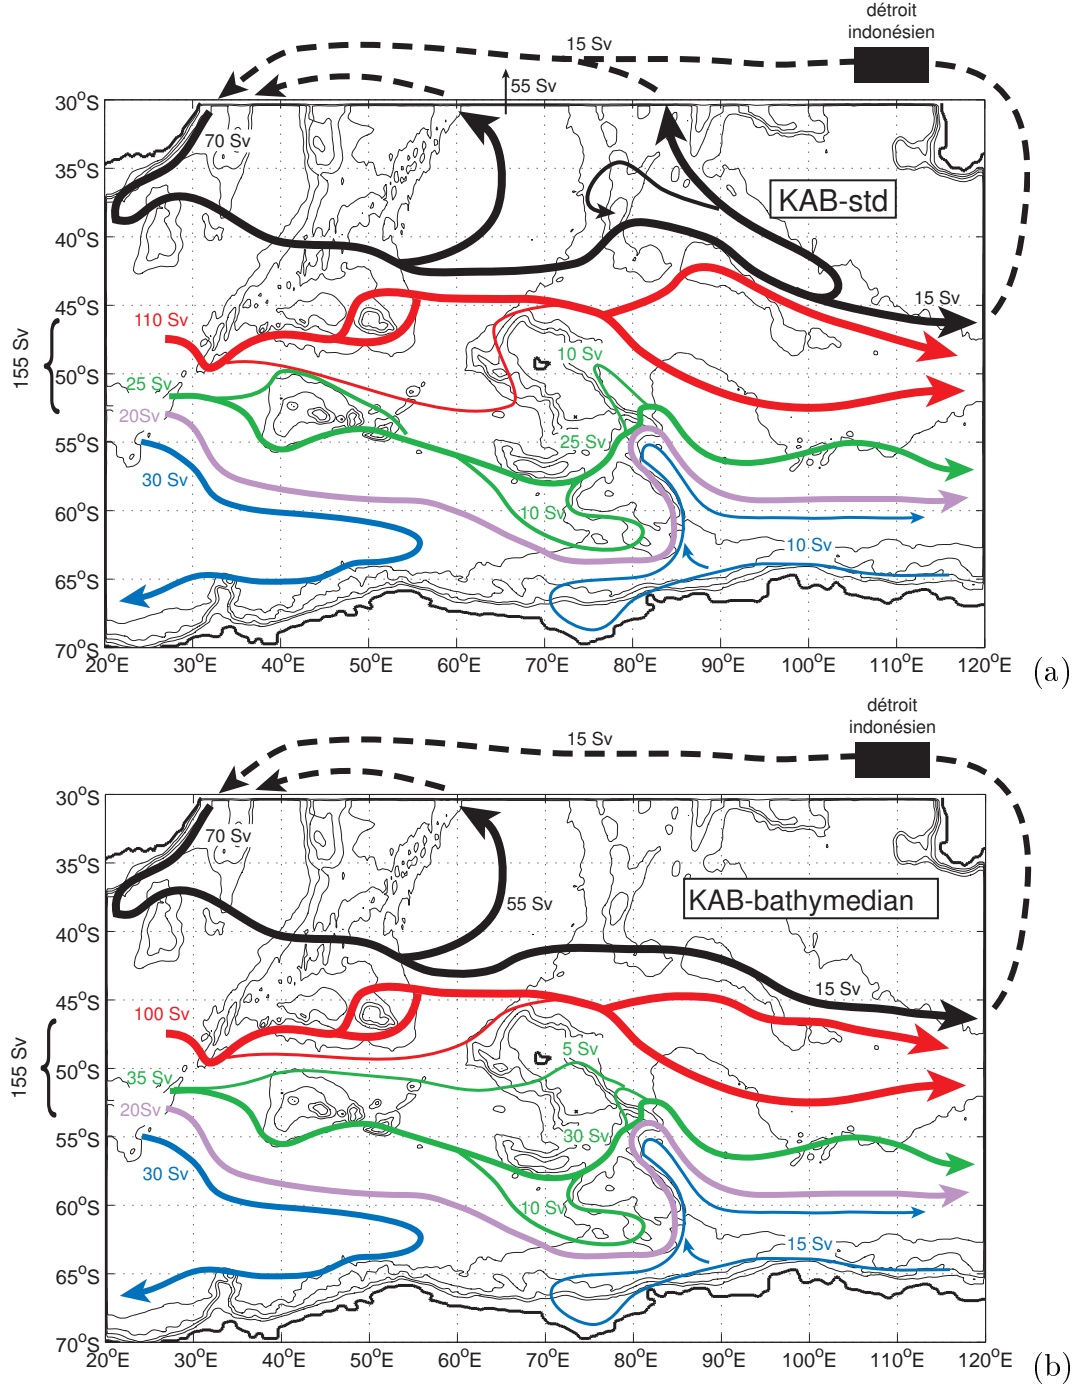 détroit
indonésien
15 Sv
55 Sv
30°S
70 Sv
35°S
KAB-std
40°S
45°S
15 Sv
110 Sv
155 Sv
10 Sv
50°S
25 Sv
20Sv
55°S
25 Sv
30 Sv
60°S
10 Sv
10 Sv
65°S
70°S
20°E 30°E 40°E 50°E 60°E 70°E 80°E 90°E 100°E 110°E 120°E
(a)
détroit
indonésien
15 Sv
30°S
70 Sv
35°S
55 Sv
KAB-bathymedian
40°S
45°S
15 Sv
100 Sv
155 Sv
5 Sv
50°S
35 Sv
20Sv
55°S
30 Sv
30 Sv
60°S
10 Sv
15 Sv
65°S
70°S
20°E 30°E 40°E 50°E 60°E 70°E 80°E 90°E 100°E 110°E 120°E
(b)